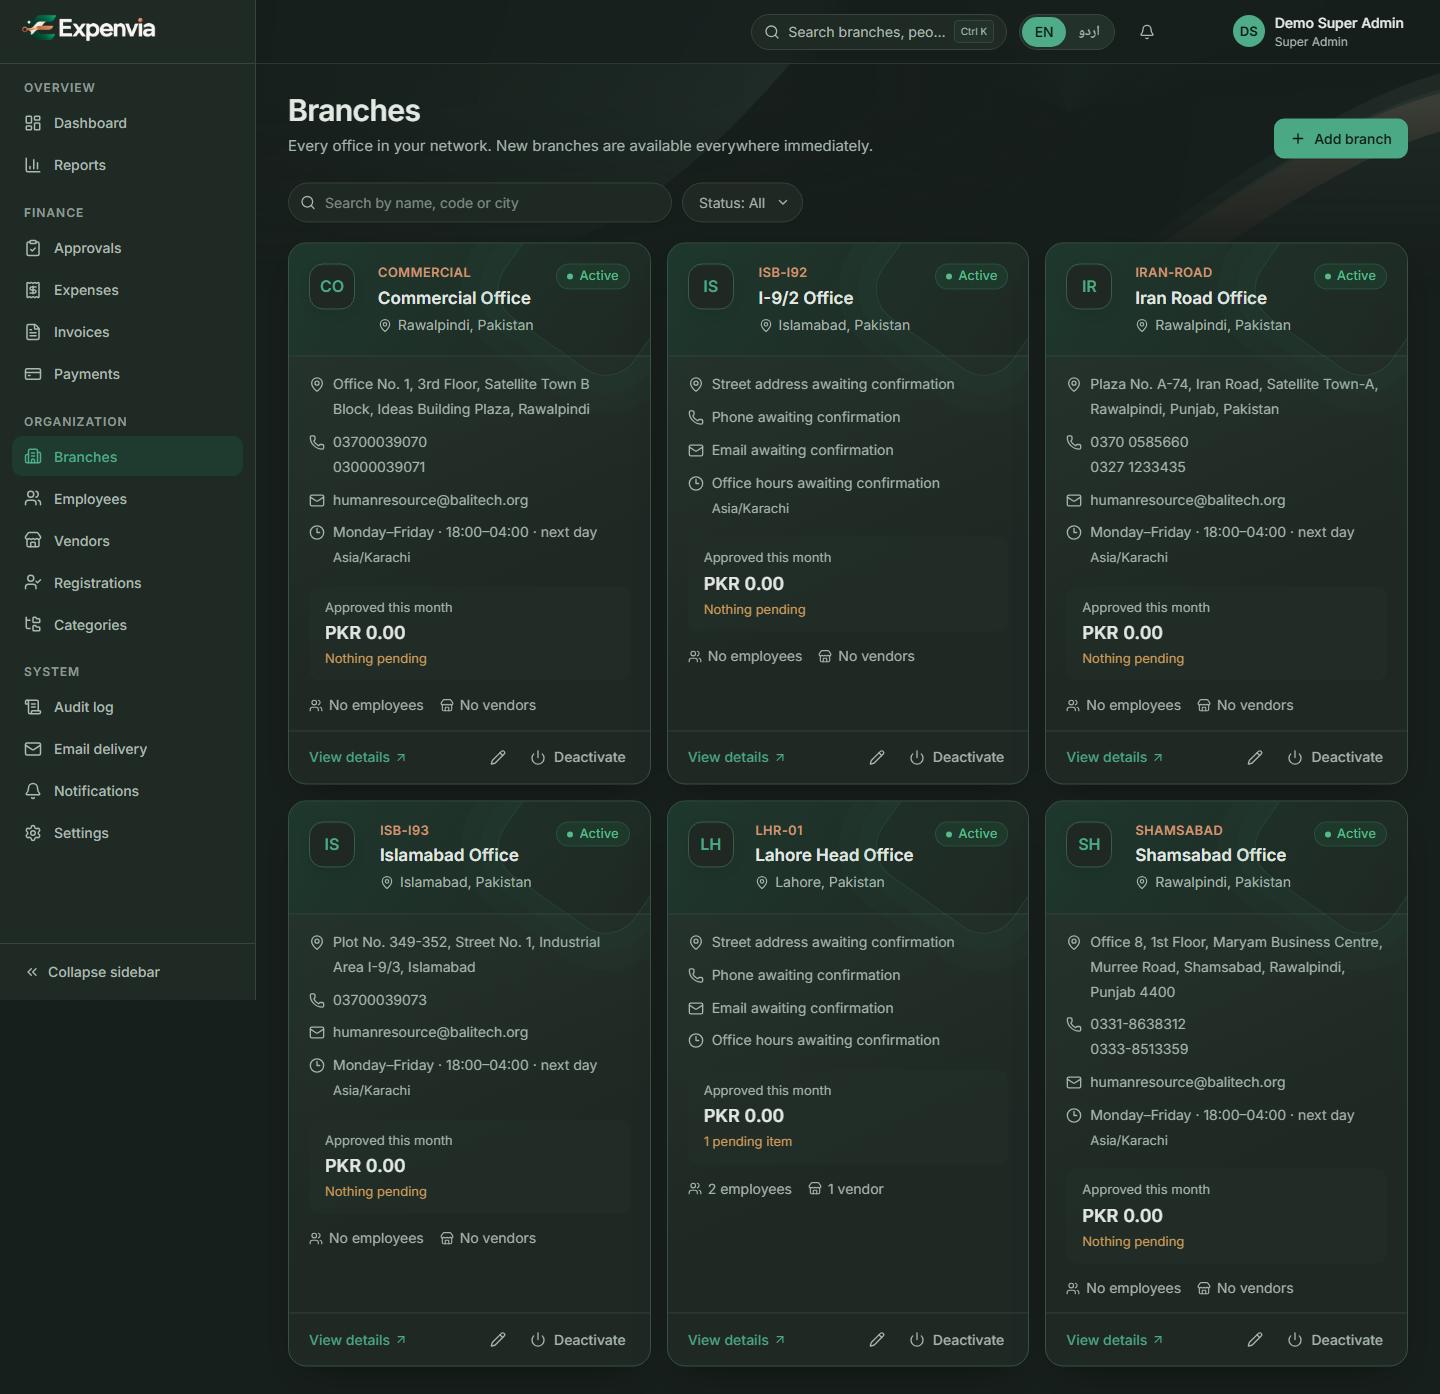 Expenvia
Search branches, peo...
Ctrl K
EN
اردو
DS
Demo Super Admin
Super Admin
OVERVIEW
Dashboard
Reports
FINANCE
Approvals
Expenses
Invoices
Payments
ORGANIZATION
Branches
Employees
Vendors
Registrations
Categories
SYSTEM
Audit log
Email delivery
Notifications
Settings
Collapse sidebar
Branches
Every office in your network. New branches are available everywhere immediately.
Add branch
Search by name, code or city
Status: All
CO
COMMERCIAL
Active
Commercial Office
Rawalpindi, Pakistan
Office No. 1, 3rd Floor, Satellite Town B
Block, Ideas Building Plaza, Rawalpindi
03700039070
03000039071
humanresource@balitech.org
Monday–Friday · 18:00–04:00 · next day
Asia/Karachi
Approved this month
PKR 0.00
Nothing pending
No employees
No vendors
View details
Deactivate
IS
ISB-I92
Active
I-9/2 Office
Islamabad, Pakistan
Street address awaiting confirmation
Phone awaiting confirmation
Email awaiting confirmation
Office hours awaiting confirmation
Asia/Karachi
Approved this month
PKR 0.00
Nothing pending
No employees
No vendors
View details
Deactivate
IR
IRAN-ROAD
Active
Iran Road Office
Rawalpindi, Pakistan
Plaza No. A-74, Iran Road, Satellite Town-A,
Rawalpindi, Punjab, Pakistan
0370 0585660
0327 1233435
humanresource@balitech.org
Monday–Friday · 18:00–04:00 · next day
Asia/Karachi
Approved this month
PKR 0.00
Nothing pending
No employees
No vendors
View details
Deactivate
IS
ISB-I93
Active
Islamabad Office
Islamabad, Pakistan
Plot No. 349-352, Street No. 1, Industrial
Area I-9/3, Islamabad
03700039073
humanresource@balitech.org
Monday–Friday · 18:00–04:00 · next day
Asia/Karachi
Approved this month
PKR 0.00
Nothing pending
No employees
No vendors
View details
Deactivate
LH
LHR-01
Active
Lahore Head Office
Lahore, Pakistan
Street address awaiting confirmation
Phone awaiting confirmation
Email awaiting confirmation
Office hours awaiting confirmation
Approved this month
PKR 0.00
1 pending item
2 employees
1 vendor
View details
Deactivate
SH
SHAMSABAD
Active
Shamsabad Office
Rawalpindi, Pakistan
Office 8, 1st Floor, Maryam Business Centre,
Murree Road, Shamsabad, Rawalpindi,
Punjab 4400
0331-8638312
0333-8513359
humanresource@balitech.org
Monday–Friday · 18:00–04:00 · next day
Asia/Karachi
Approved this month
PKR 0.00
Nothing pending
No employees
No vendors
View details
Deactivate